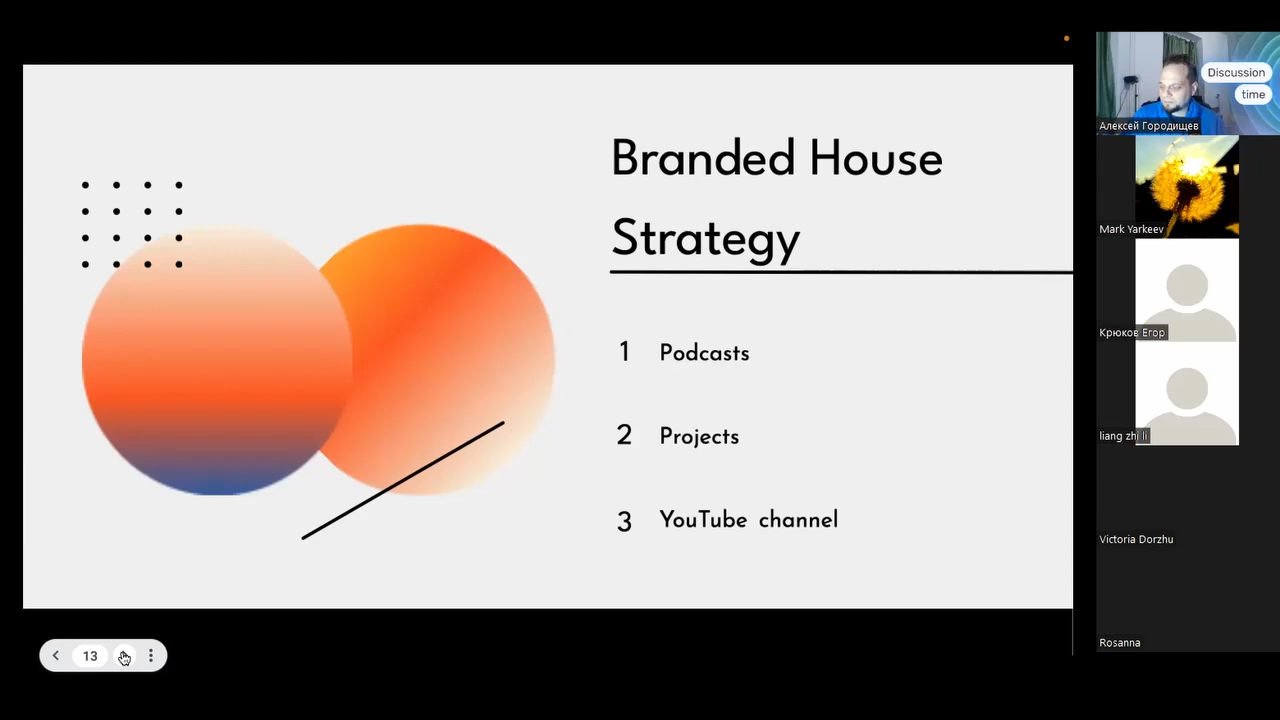 Branded House
Strategy
1 Podcasts
2 Projects
3 YouTube channel
13
Discussion
time
Алексей Городищев
Mark Yarkeev
Крюков Егор
liang zhi li
Victoria Dorzhu
Rosanna